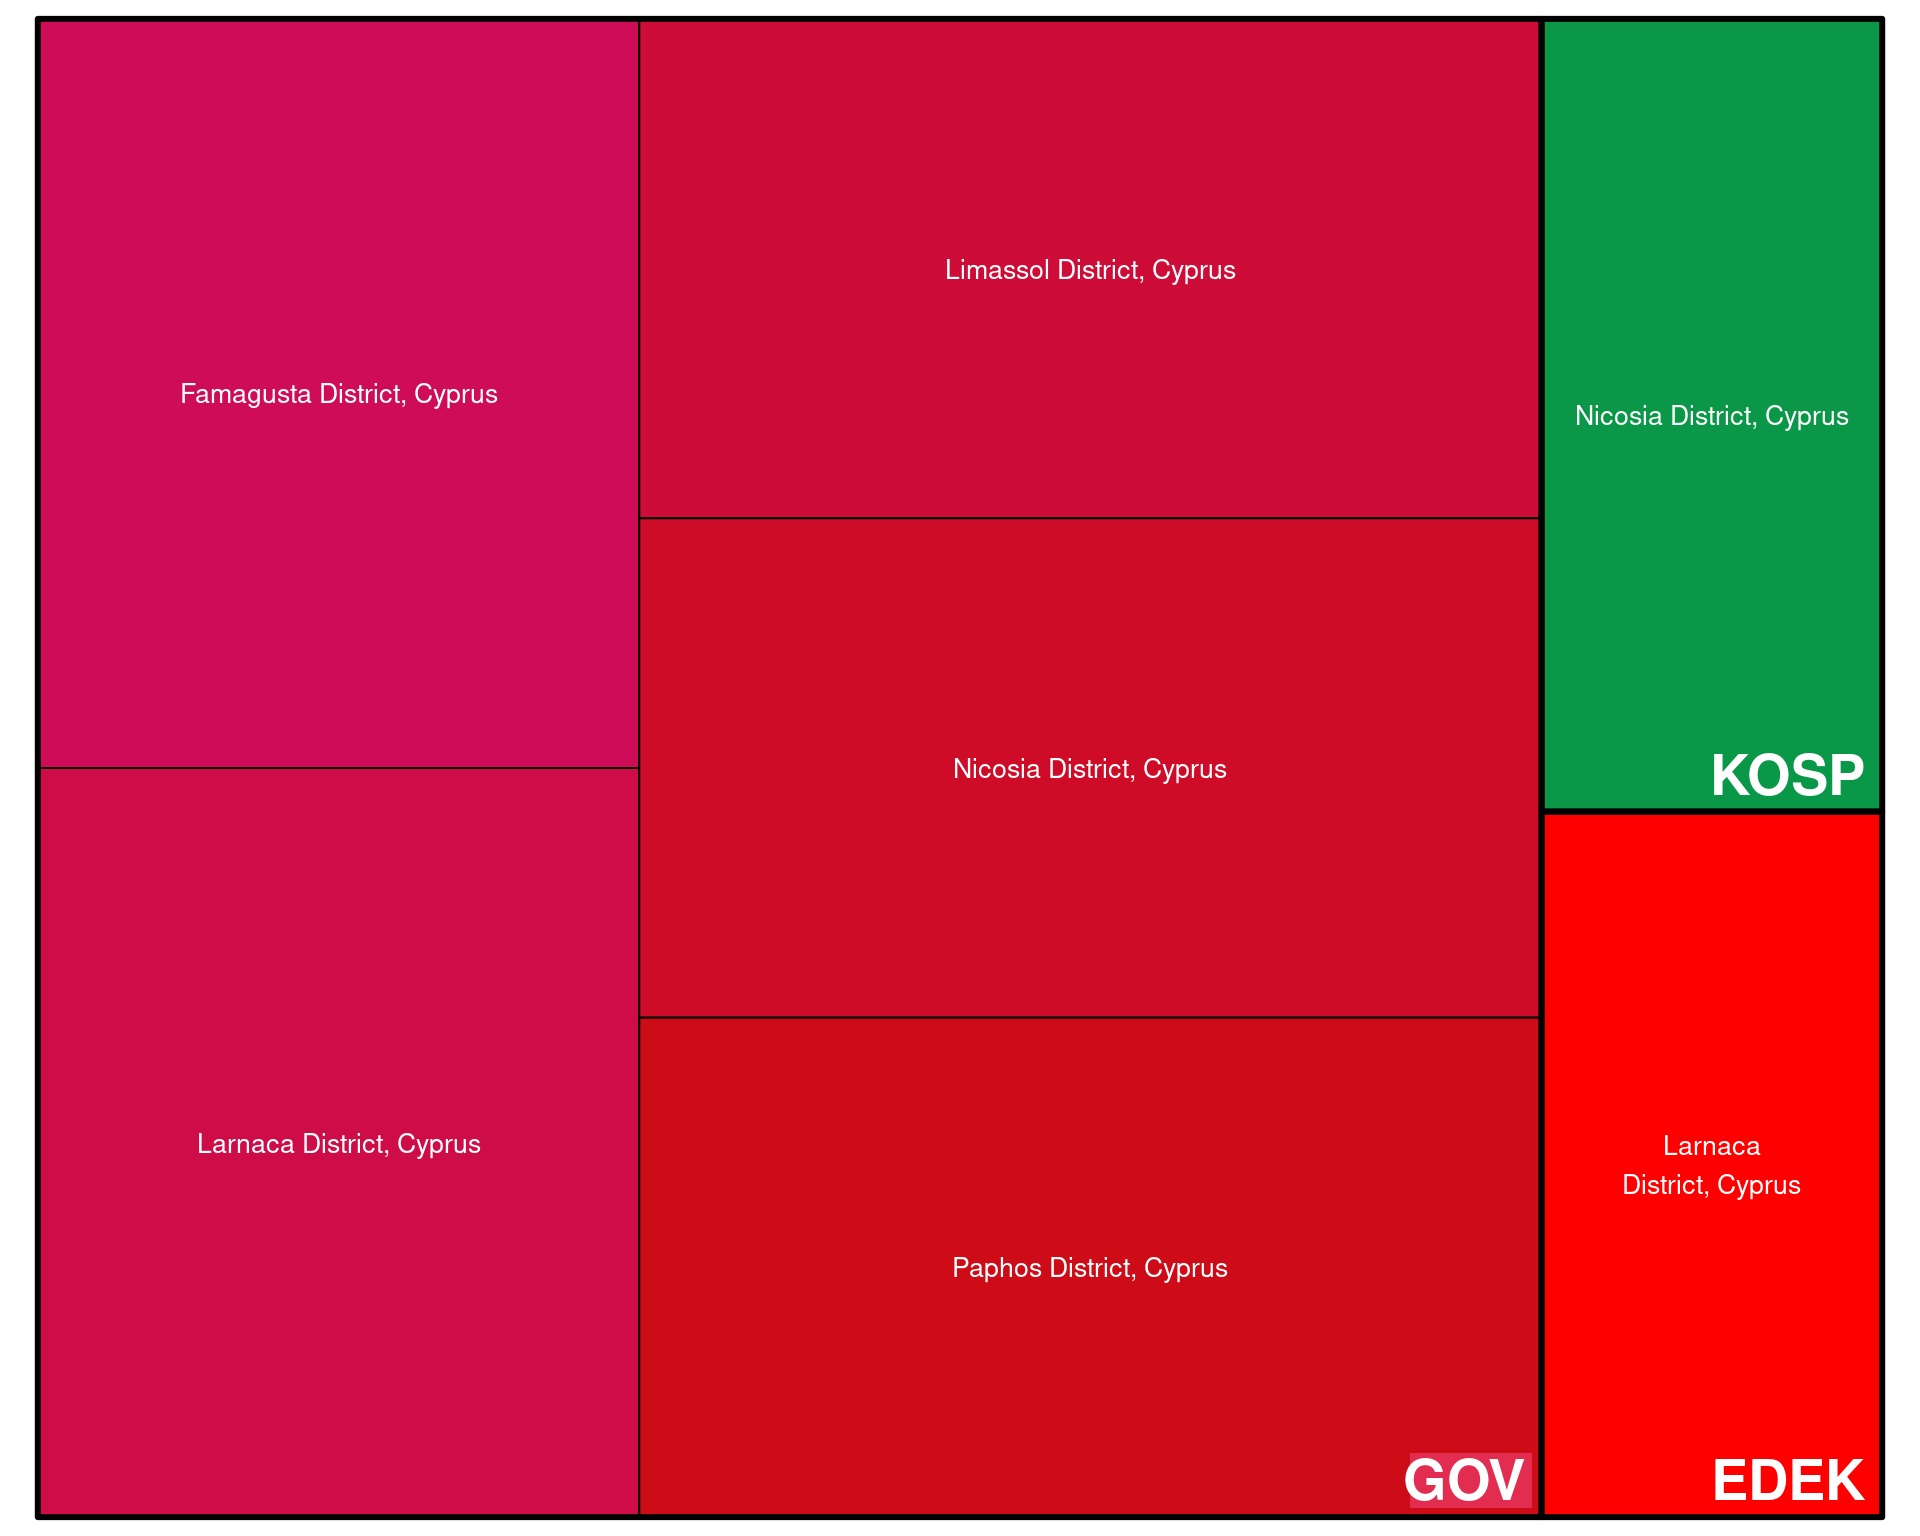 Famagusta District, Cyprus
Larnaca District, Cyprus
Limassol District, Cyprus
Nicosia District, Cyprus
Paphos District, Cyprus
GOV
Nicosia District, Cyprus
KOSP
Larnaca
District, Cyprus
EDEK